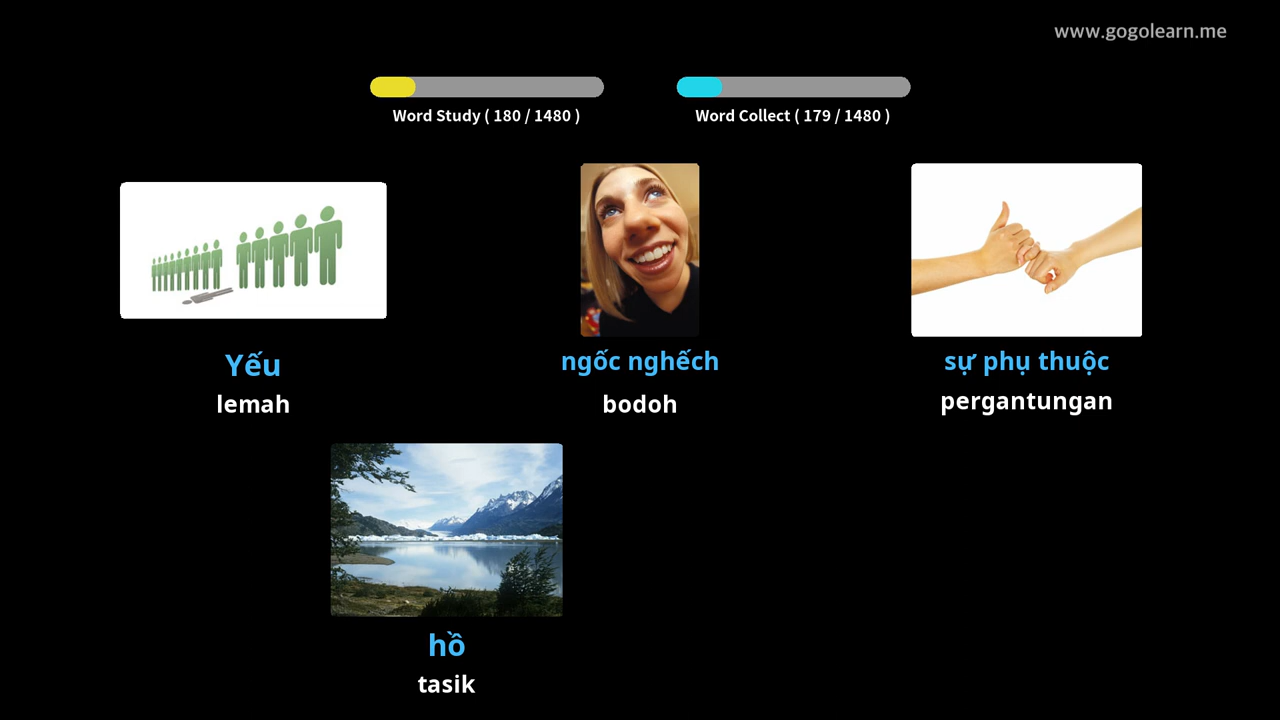 www.gogolearn.me
Word Study ( 180 / 1480 )
Word Collect ( 179 / 1480 )
Yếu
lemah
ngốc nghếch
bodoh
sự phụ thuộc
pergantungan
hồ
tasik